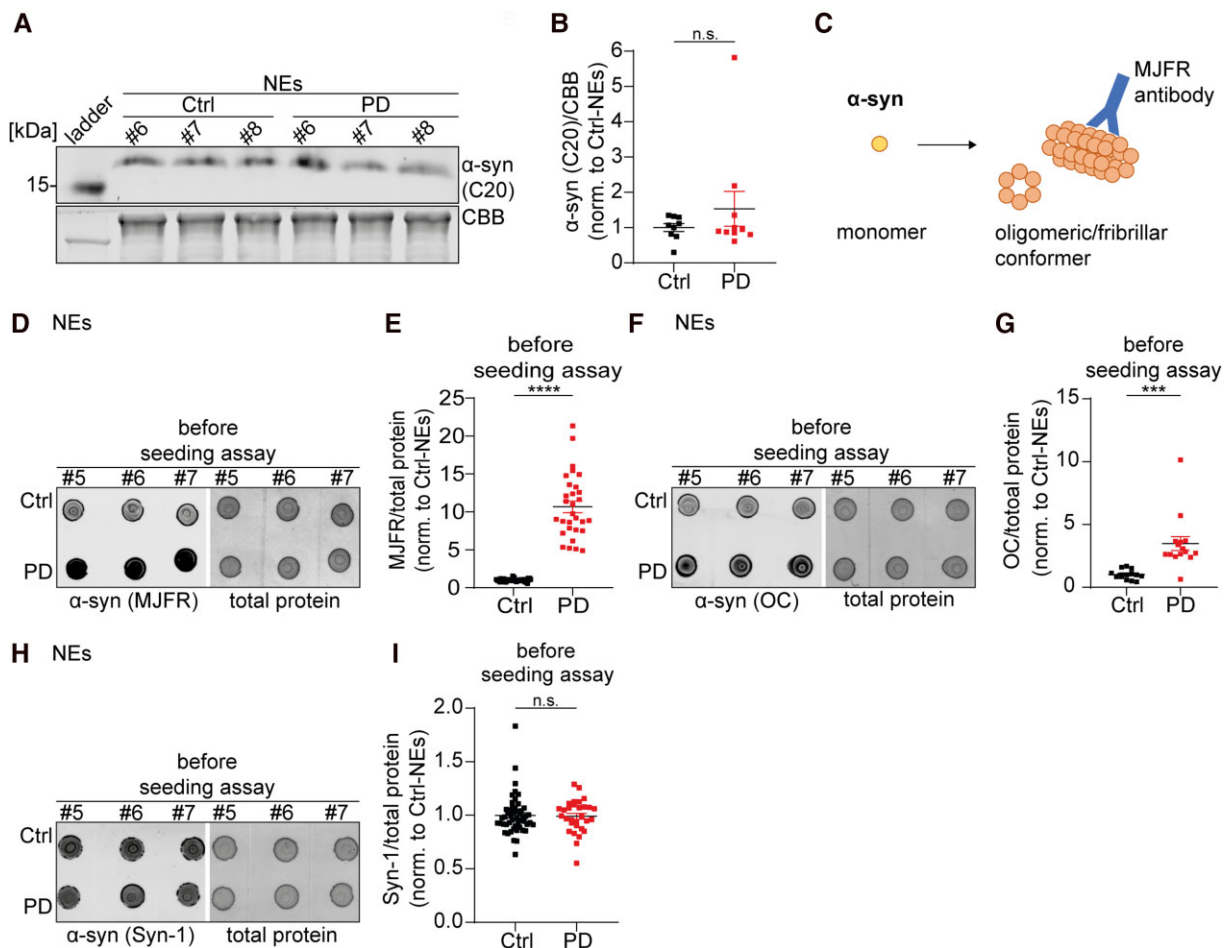 A
NEs
Ctrl PD
[kDa] ladder #6 #7 #8 #6 #7 #8
15
α-syn
(C20)
CBB
B
n.s.
α-syn (C20)/CBB
(norm. to Ctrl-NEs)
6
5
4
3
2
1
0
Ctrl PD
C
α-syn
MJFR
antibody
monomer
oligomeric/fribrillar
conformer
D NEs
before
seeding assay
#5 #6 #7 #5 #6 #7
Ctrl
PD
α-syn (MJFR) total protein
E
before
seeding assay
****
MJFR/total protein
(norm. to Ctrl-NEs)
25
20
15
10
5
0
Ctrl PD
F NEs
before
seeding assay
#5 #6 #7 #5 #6 #7
Ctrl
PD
α-syn (OC) total protein
G
before
seeding assay
***
OC/tototal protein
(norm. to Ctrl-NEs)
15
10
5
0
Ctrl PD
H NEs
before
seeding assay
#5 #6 #7 #5 #6 #7
Ctrl
PD
α-syn (Syn-1) total protein
I
before
seeding assay
n.s.
Syn-1/total protein
(norm. to Ctrl-NEs)
2.0
1.5
1.0
0.5
0.0
Ctrl PD